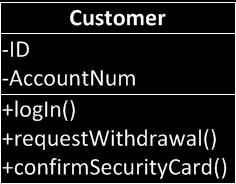 Customer
-ID
-AccountNum
+logIn()
+requestWithdrawal()
+confirmSecurityCard()